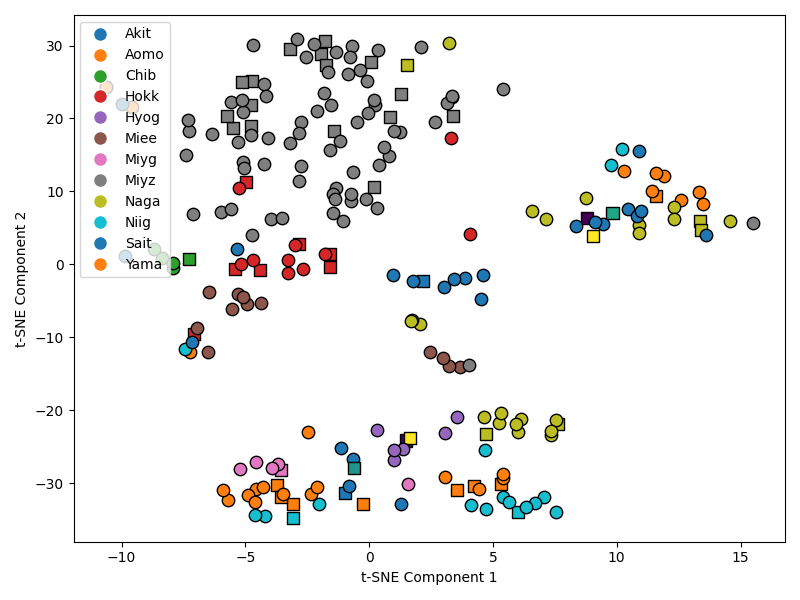 Akit
Aomo
Chib
Hokk
Hyog
Miee
Miyg
Miyz
Naga
Niig
Sait
Yama
30
20
10
0
−10
−20
−30
t-SNE Component 2
−10
−5
0
5
10
15
t-SNE Component 1